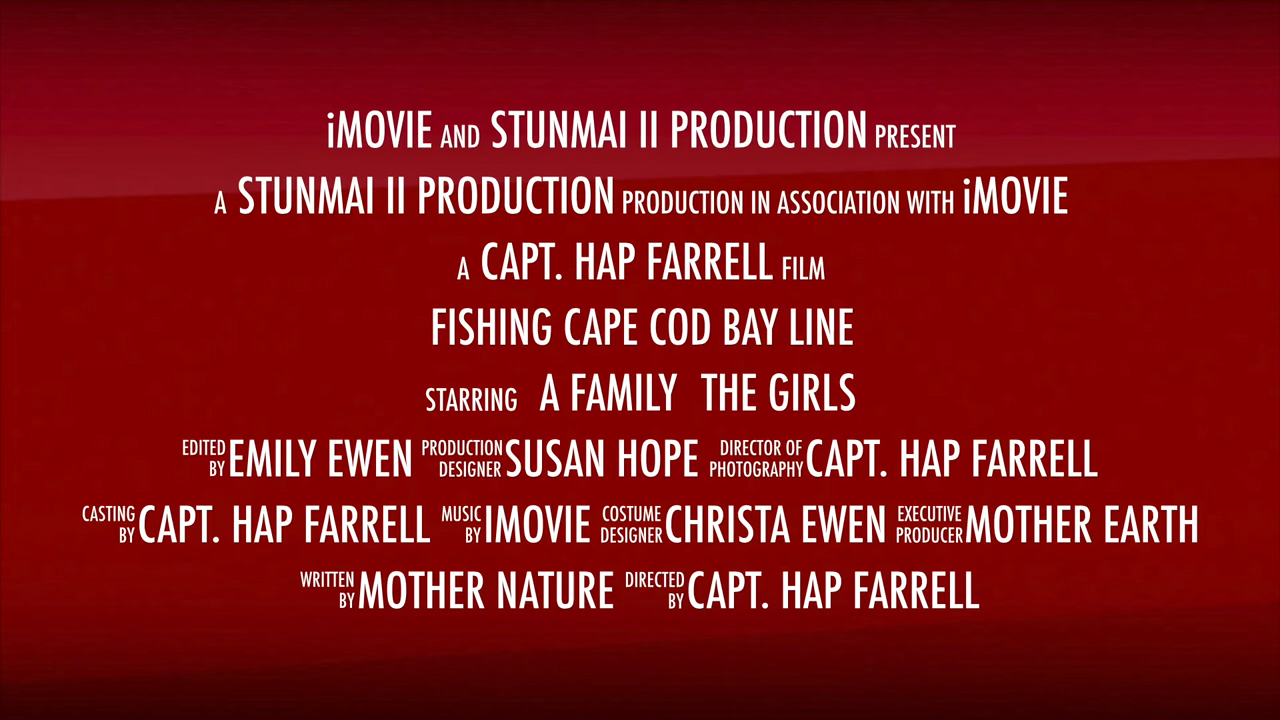 iMOVIE AND STUNMAI II PRODUCTION PRESENT
A STUNMAI II PRODUCTION PRODUCTION IN ASSOCIATION WITH iMOVIE
A CAPT. HAP FARRELL FILM
FISHING CAPE COD BAY LINE
STARRING A FAMILY THE GIRLS
EDITED BY EMILY EWEN PRODUCTION DESIGNER SUSAN HOPE DIRECTOR OF PHOTOGRAPHY CAPT. HAP FARRELL
CASTING BY CAPT. HAP FARRELL MUSIC BY IMOVIE COSTUME DESIGNER CHRISTA EWEN EXECUTIVE PRODUCER MOTHER EARTH
WRITTEN BY MOTHER NATURE DIRECTED BY CAPT. HAP FARRELL